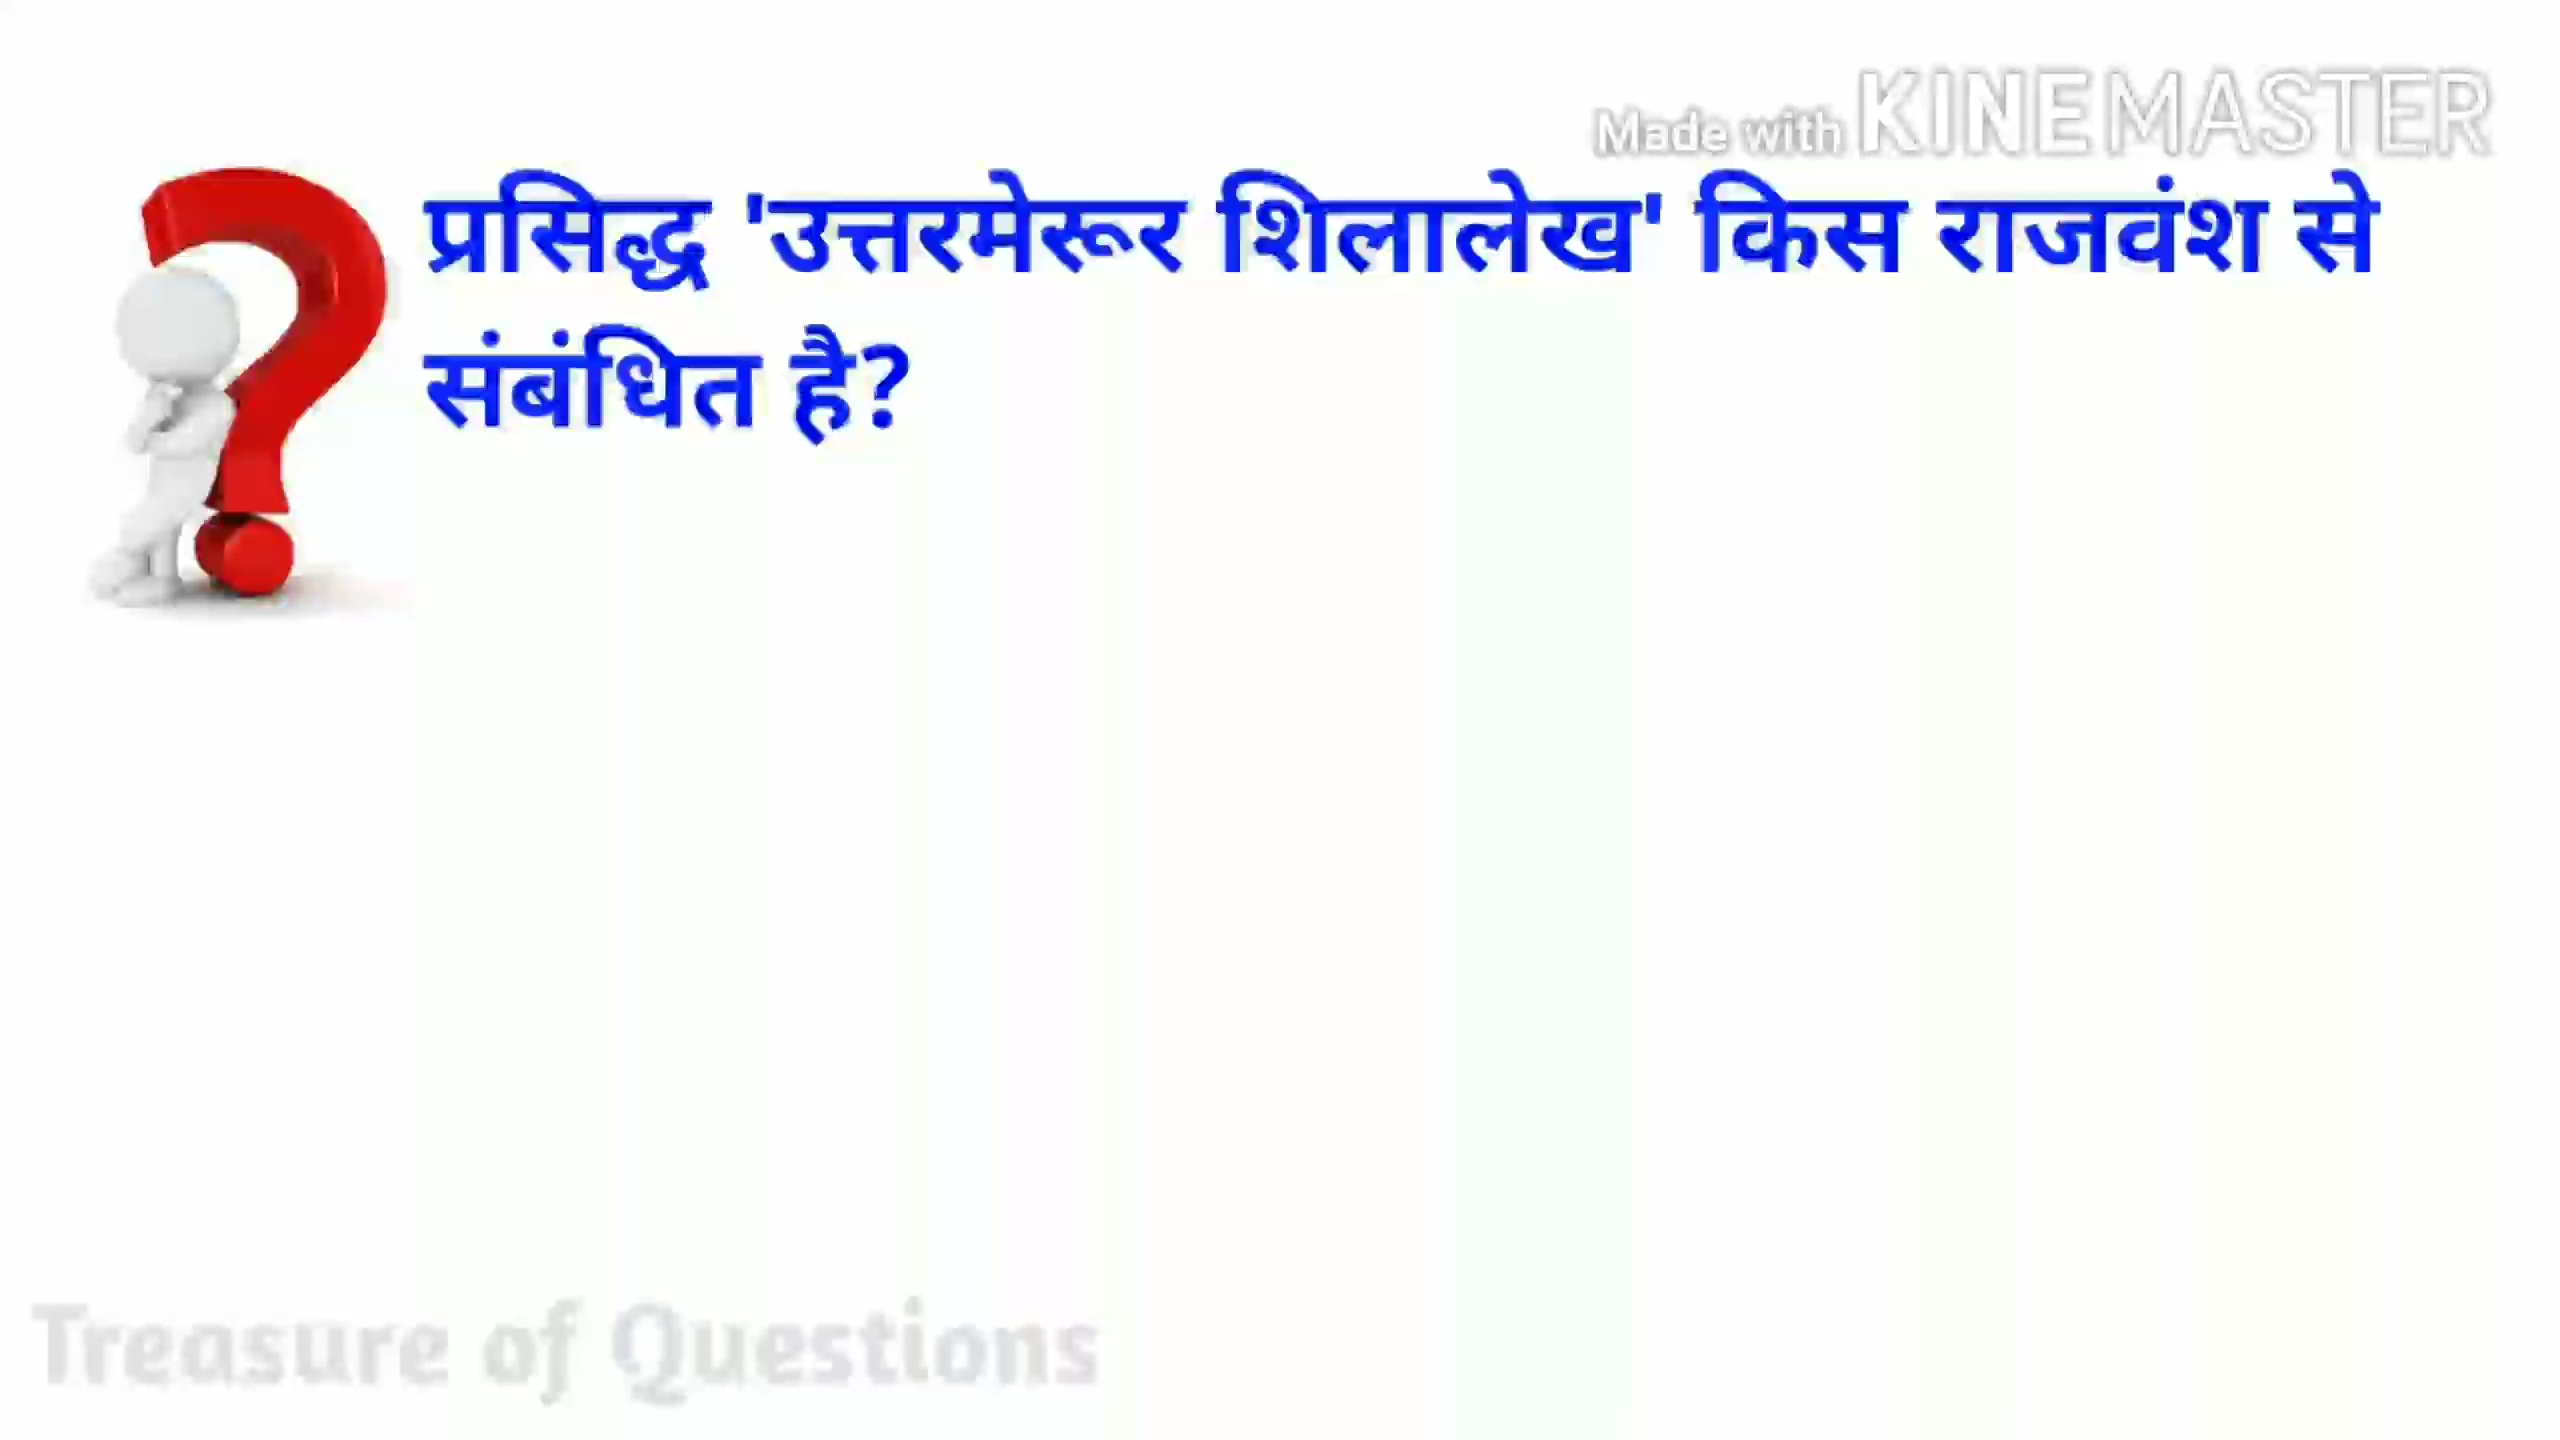 Made with KINEMASTER
प्रसिद्ध 'उत्तरमेरूर शिलालेख' किस राजवंश से
संबंधित है?
Treasure of Questions